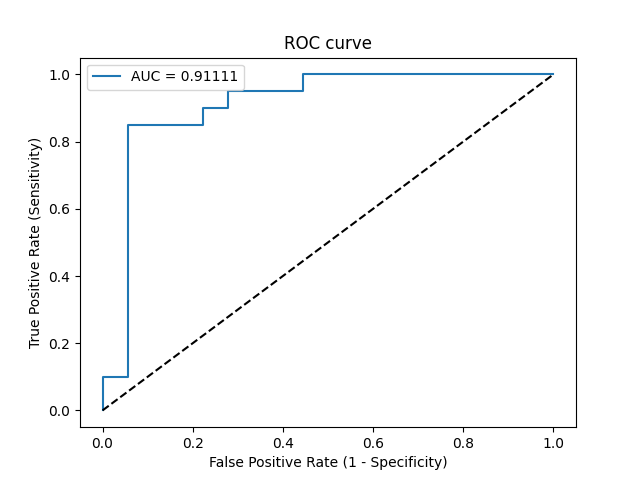 ROC curve
AUC = 0.91111
True Positive Rate (Sensitivity)
1.0
0.8
0.6
0.4
0.2
0.0
0.0 0.2 0.4 0.6 0.8 1.0
False Positive Rate (1 - Specificity)